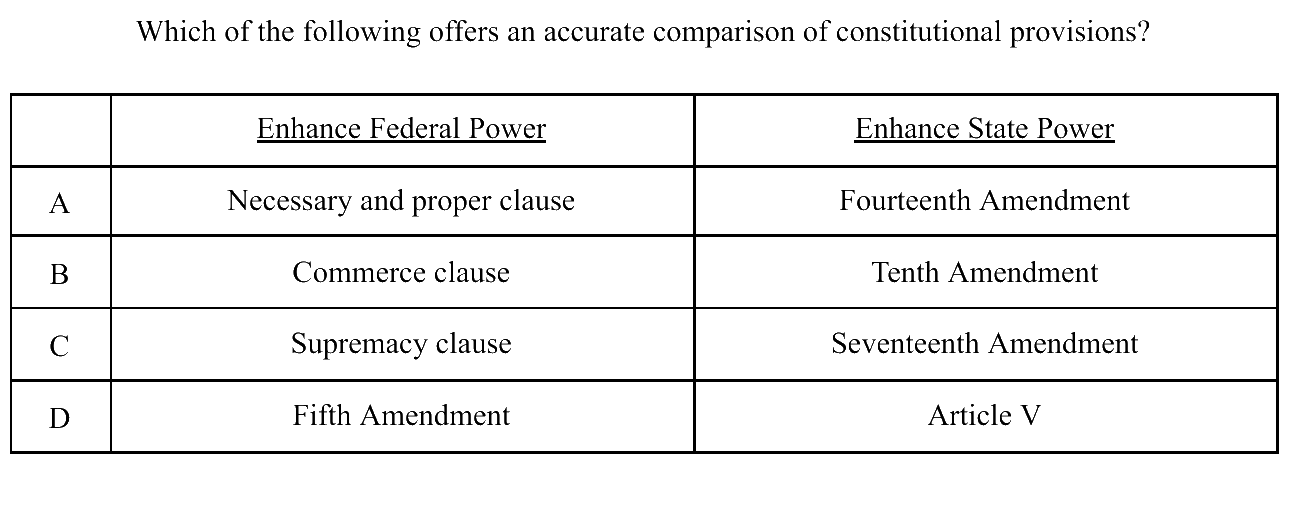 Which of the following offers an accurate comparison of constitutional provisions?
Enhance Federal Power Enhance State Power
A Necessary and proper clause Fourteenth Amendment
B Commerce clause Tenth Amendment
C Supremacy clause Seventeenth Amendment
D Fifth Amendment Article V